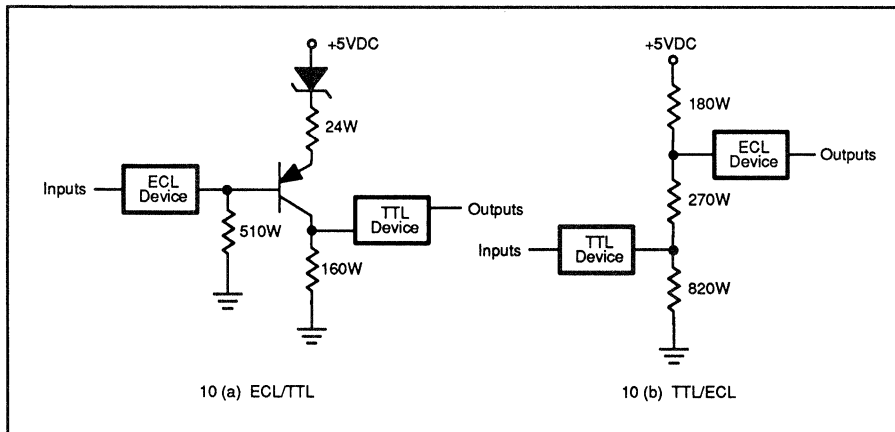 +5VDC
24W
Inputs
ECL
Device
510W
TTL
Device
Outputs
160W
10 (a) ECL/TTL
+5VDC
180W
ECL
Device
Outputs
270W
Inputs
TTL
Device
820W
10 (b) TTL/ECL